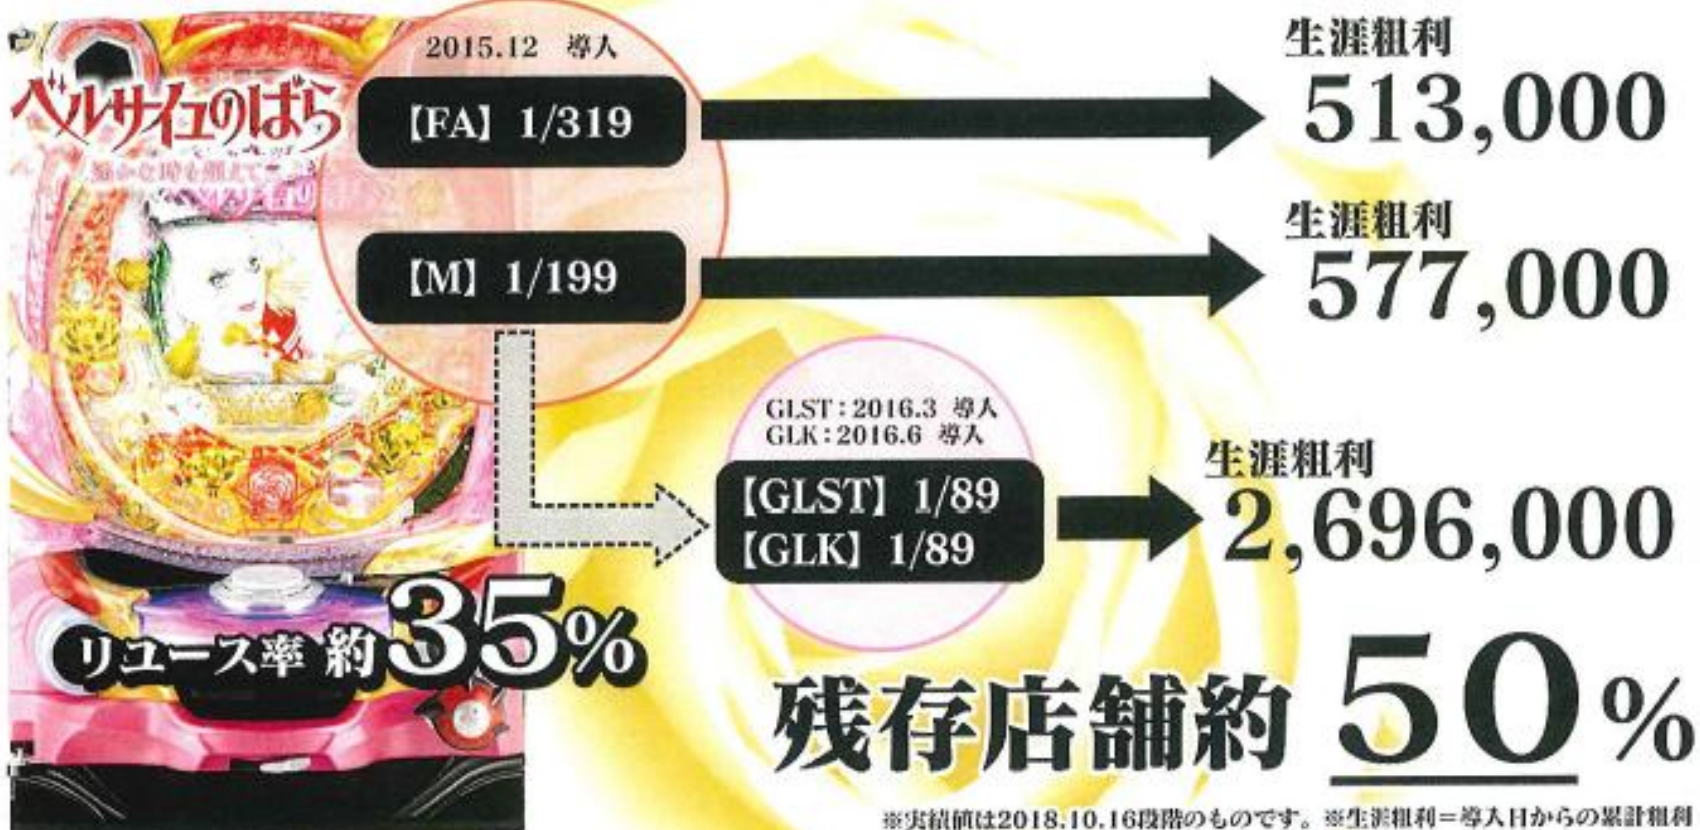 2015.12 導入
ベルサイユのばら
【FA】 1/319
生涯粗利
513,000
【M】 1/199
生涯粗利
577,000
GLST：2016.3 導入
GLK：2016.6 導入
【GLST】 1/89
【GLK】 1/89
生涯粗利
2,696,000
リユース率 約35%
残存店舗約 50%
※実績値は2018.10.16段階のものです。※生涯粗利＝導入日からの累計粗利